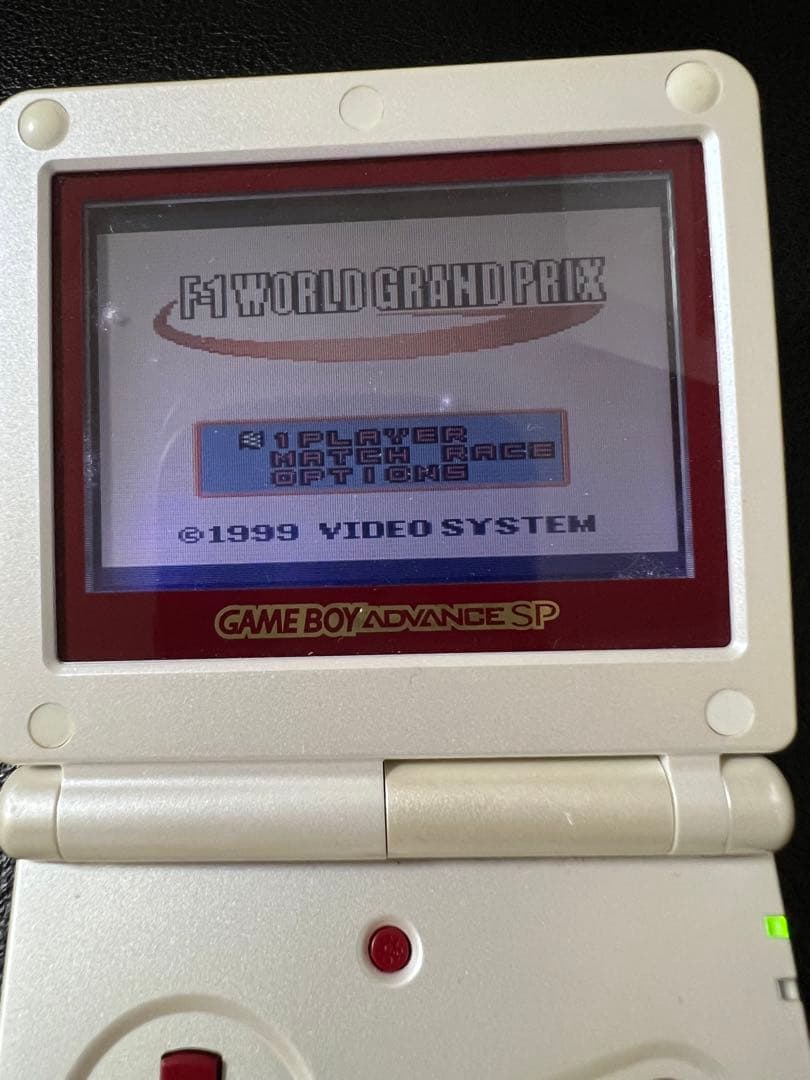 F-1 WORLD GRAND PRIX
1 PLAYER
MATCH RACE
OPTIONS
©1999 VIDEO SYSTEM
GAME BOY ADVANCE SP